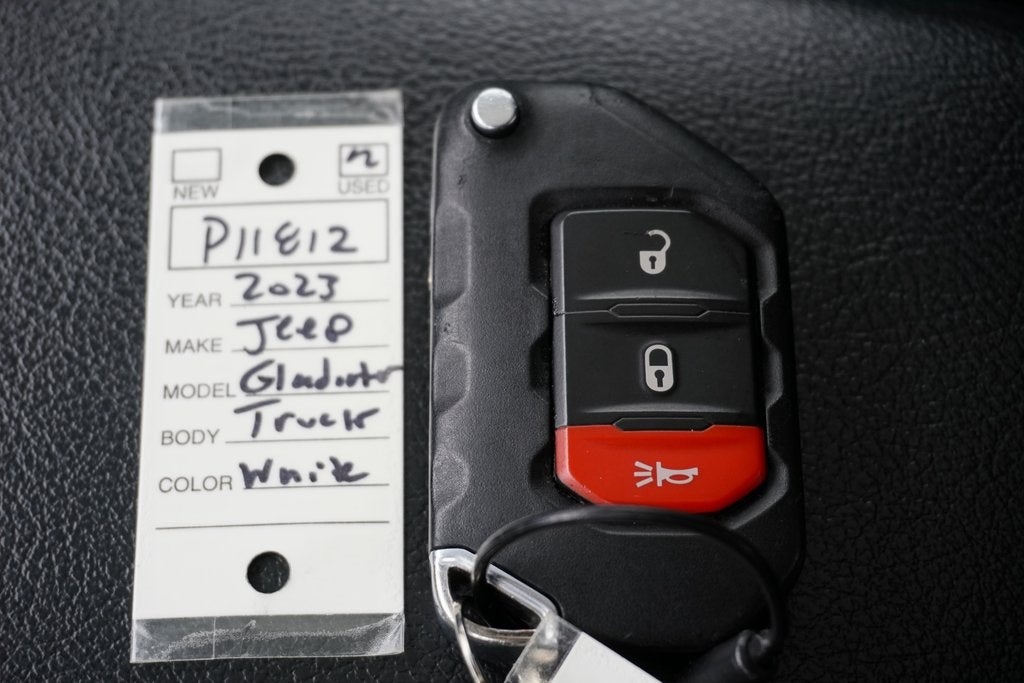 NEW USED
P11812
YEAR 2023
MAKE Jeep
MODEL Gladiator
BODY Truck
COLOR White